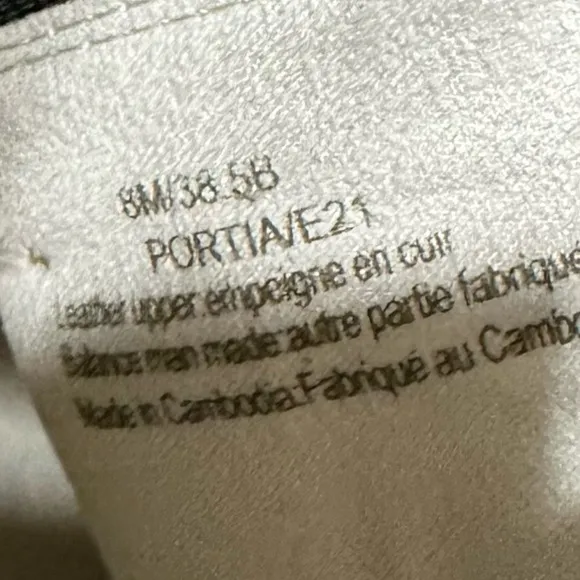 8M/38.5B
PORTIA/E21
Leather upper empeigne en cuir
Balance man made autre partie fabriqué
Made in Cambodia Fabriqué au Camb